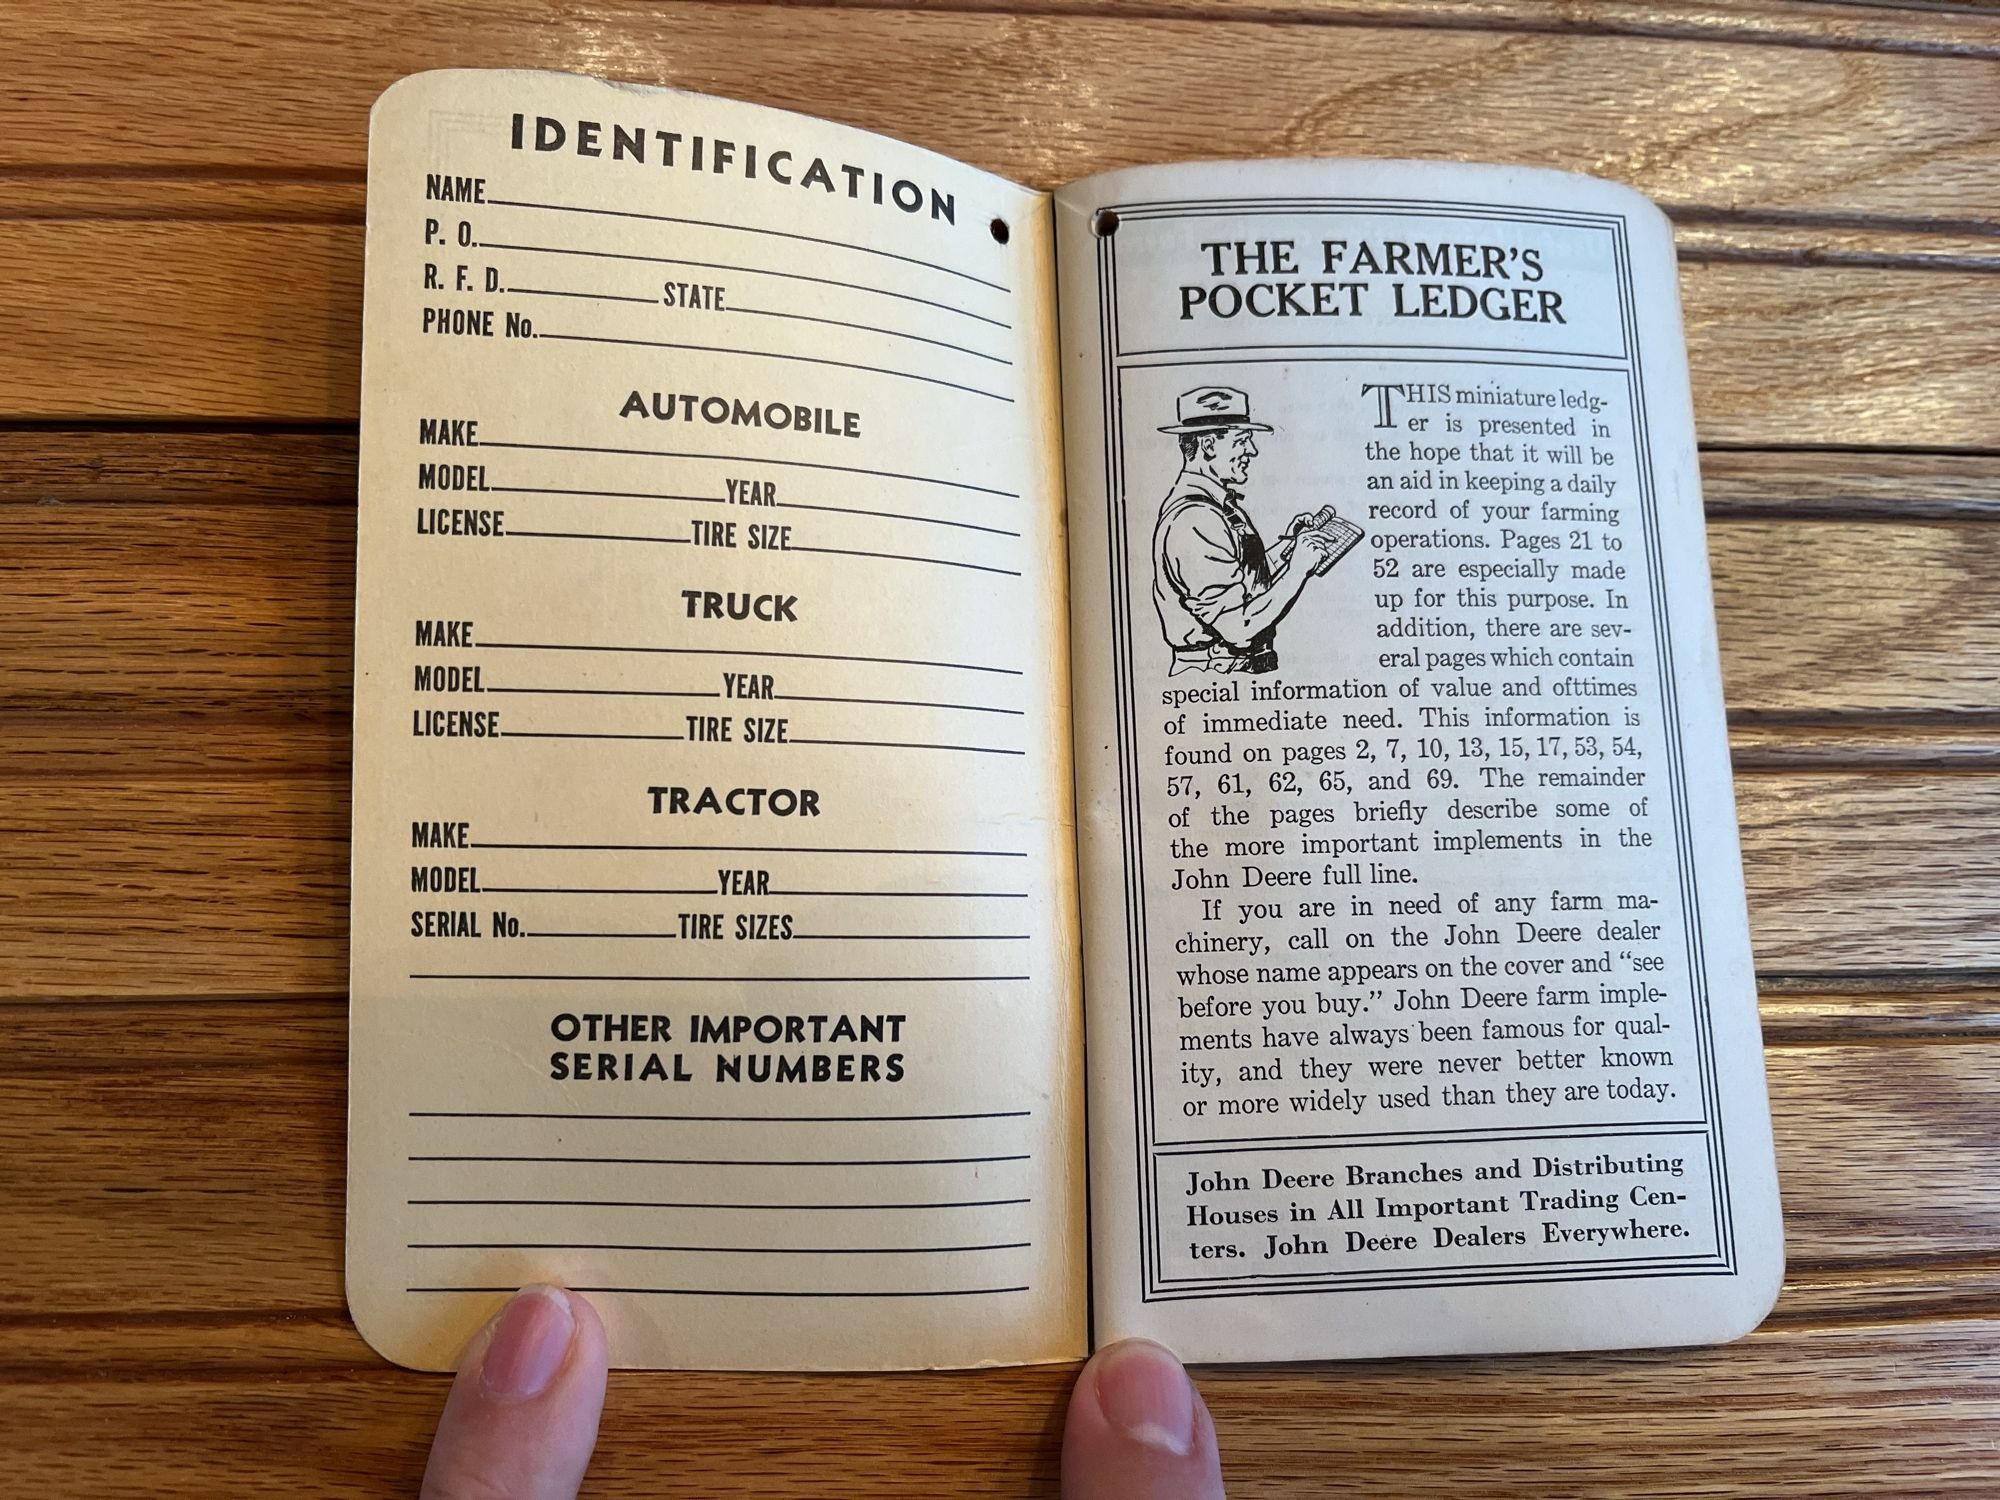 IDENTIFICATION
NAME
P. O.
R. F. D. STATE
PHONE No.
AUTOMOBILE
MAKE
MODEL YEAR
LICENSE TIRE SIZE
TRUCK
MAKE
MODEL YEAR
LICENSE TIRE SIZE
TRACTOR
MAKE
MODEL YEAR
SERIAL No. TIRE SIZES
OTHER IMPORTANT
SERIAL NUMBERS
THE FARMER'S
POCKET LEDGER
THIS miniature ledg-
er is presented in
the hope that it will be
an aid in keeping a daily
record of your farming
operations. Pages 21 to
52 are especially made
up for this purpose. In
addition, there are sev-
eral pages which contain
special information of value and ofttimes
of immediate need. This information is
found on pages 2, 7, 10, 13, 15, 17, 53, 54,
57, 61, 62, 65, and 69. The remainder
of the pages briefly describe some of
the more important implements in the
John Deere full line.
If you are in need of any farm ma-
chinery, call on the John Deere dealer
whose name appears on the cover and "see
before you buy." John Deere farm imple-
ments have always been famous for qual-
ity, and they were never better known
or more widely used than they are today.
John Deere Branches and Distributing
Houses in All Important Trading Cen-
ters. John Deere Dealers Everywhere.